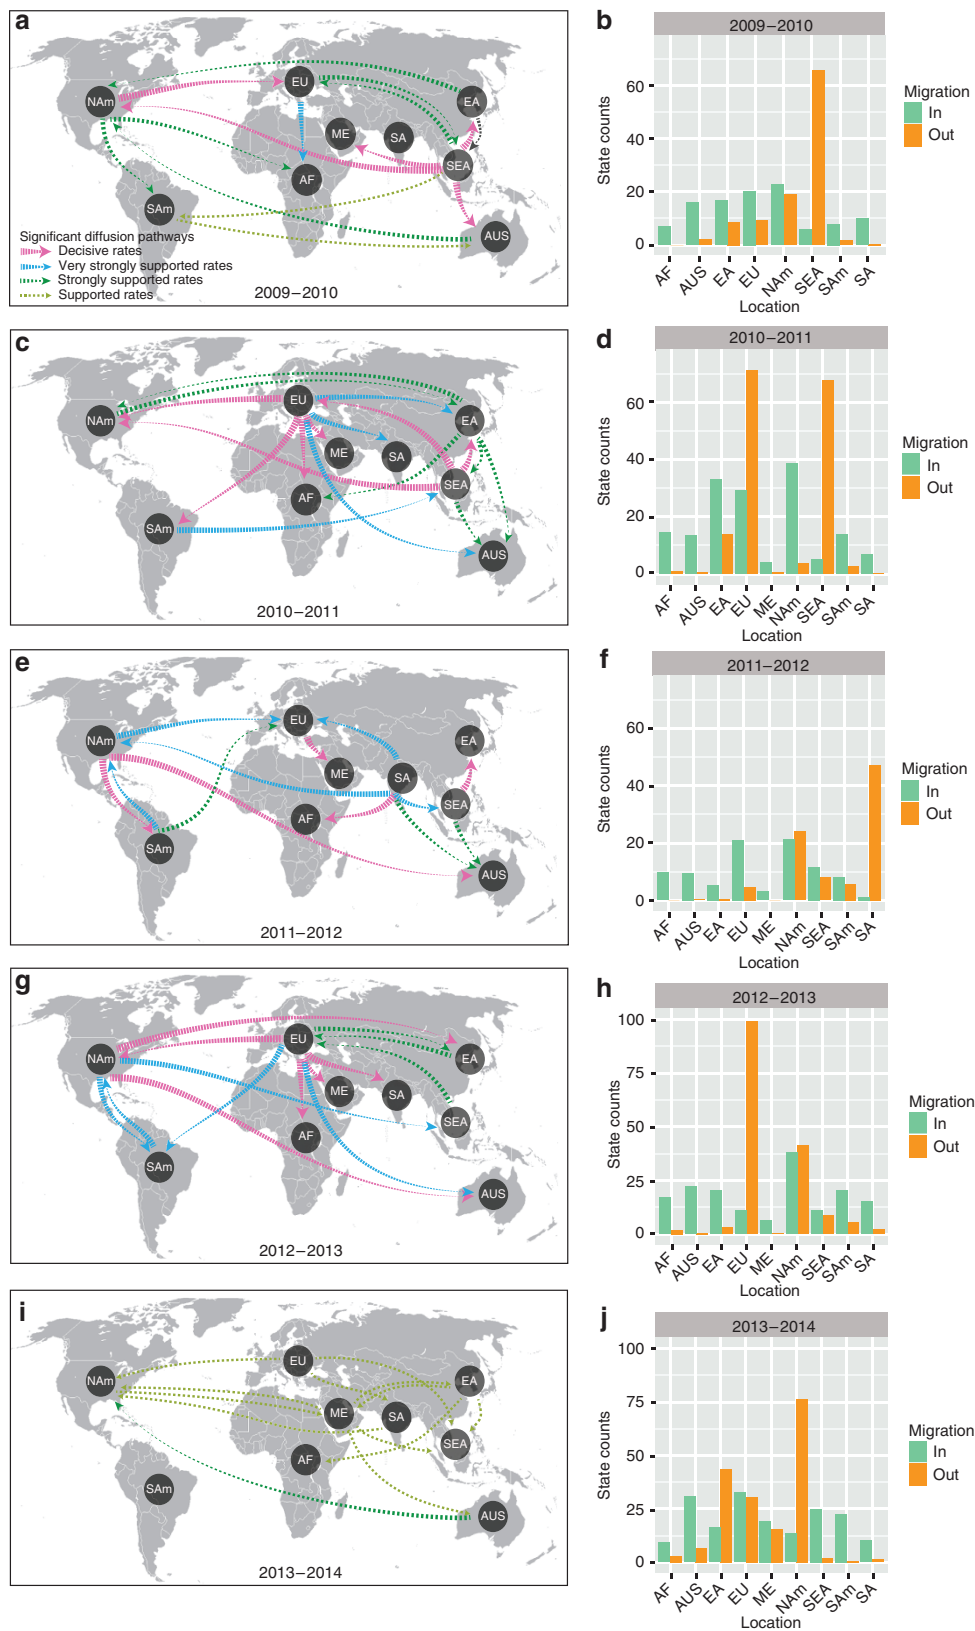 a
NAm
EU
EA
ME
SA
SEA
AF
SAm
AUS
Significant diffusion pathways
Decisive rates
Very strongly supported rates
Strongly supported rates
Supported rates
2009–2010
b
2009–2010
60
40
20
0
State counts
AF
AUS
EA
EU
NAm
SEA
SAm
SA
Location
Migration
In
Out
c
NAm
EU
EA
ME
SA
SEA
AF
SAm
AUS
2010–2011
d
2010–2011
60
40
20
0
State counts
AF
AUS
EA
EU
ME
NAm
SEA
SAm
SA
Location
Migration
In
Out
e
NAm
EU
EA
ME
SA
SEA
AF
SAm
AUS
2011–2012
f
2011–2012
60
40
20
0
State counts
AF
AUS
EA
EU
ME
NAm
SEA
SAm
SA
Location
Migration
In
Out
g
NAm
EU
EA
ME
SA
SEA
AF
SAm
AUS
2012–2013
h
2012–2013
100
75
50
25
0
State counts
AF
AUS
EA
EU
ME
NAm
SEA
SAm
SA
Location
Migration
In
Out
i
NAm
EU
EA
ME
SA
SEA
AF
SAm
AUS
2013–2014
j
2013–2014
100
75
50
25
0
State counts
AF
AUS
EA
EU
ME
NAm
SEA
SAm
SA
Location
Migration
In
Out